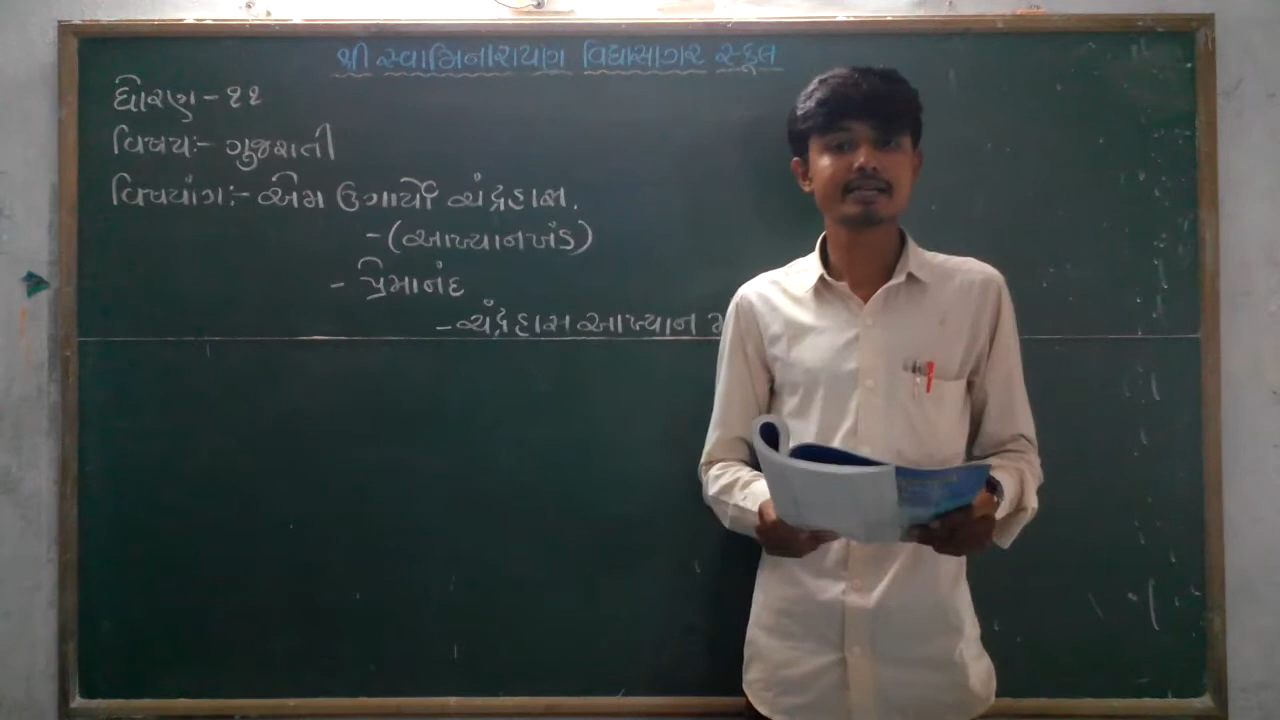 શ્રી સ્વામિનારાયણ વિદ્યાસાગર સ્કૂલ
ધોરણ - ૧૧
વિષય:- ગુજરાતી
વિષયાંગ:- એમ ઉગાર્યો ચંદ્રહાસ.
- (આખ્યાનખંડ)
- પ્રેમાનંદ
- ચંદ્રહાસ આખ્યાન